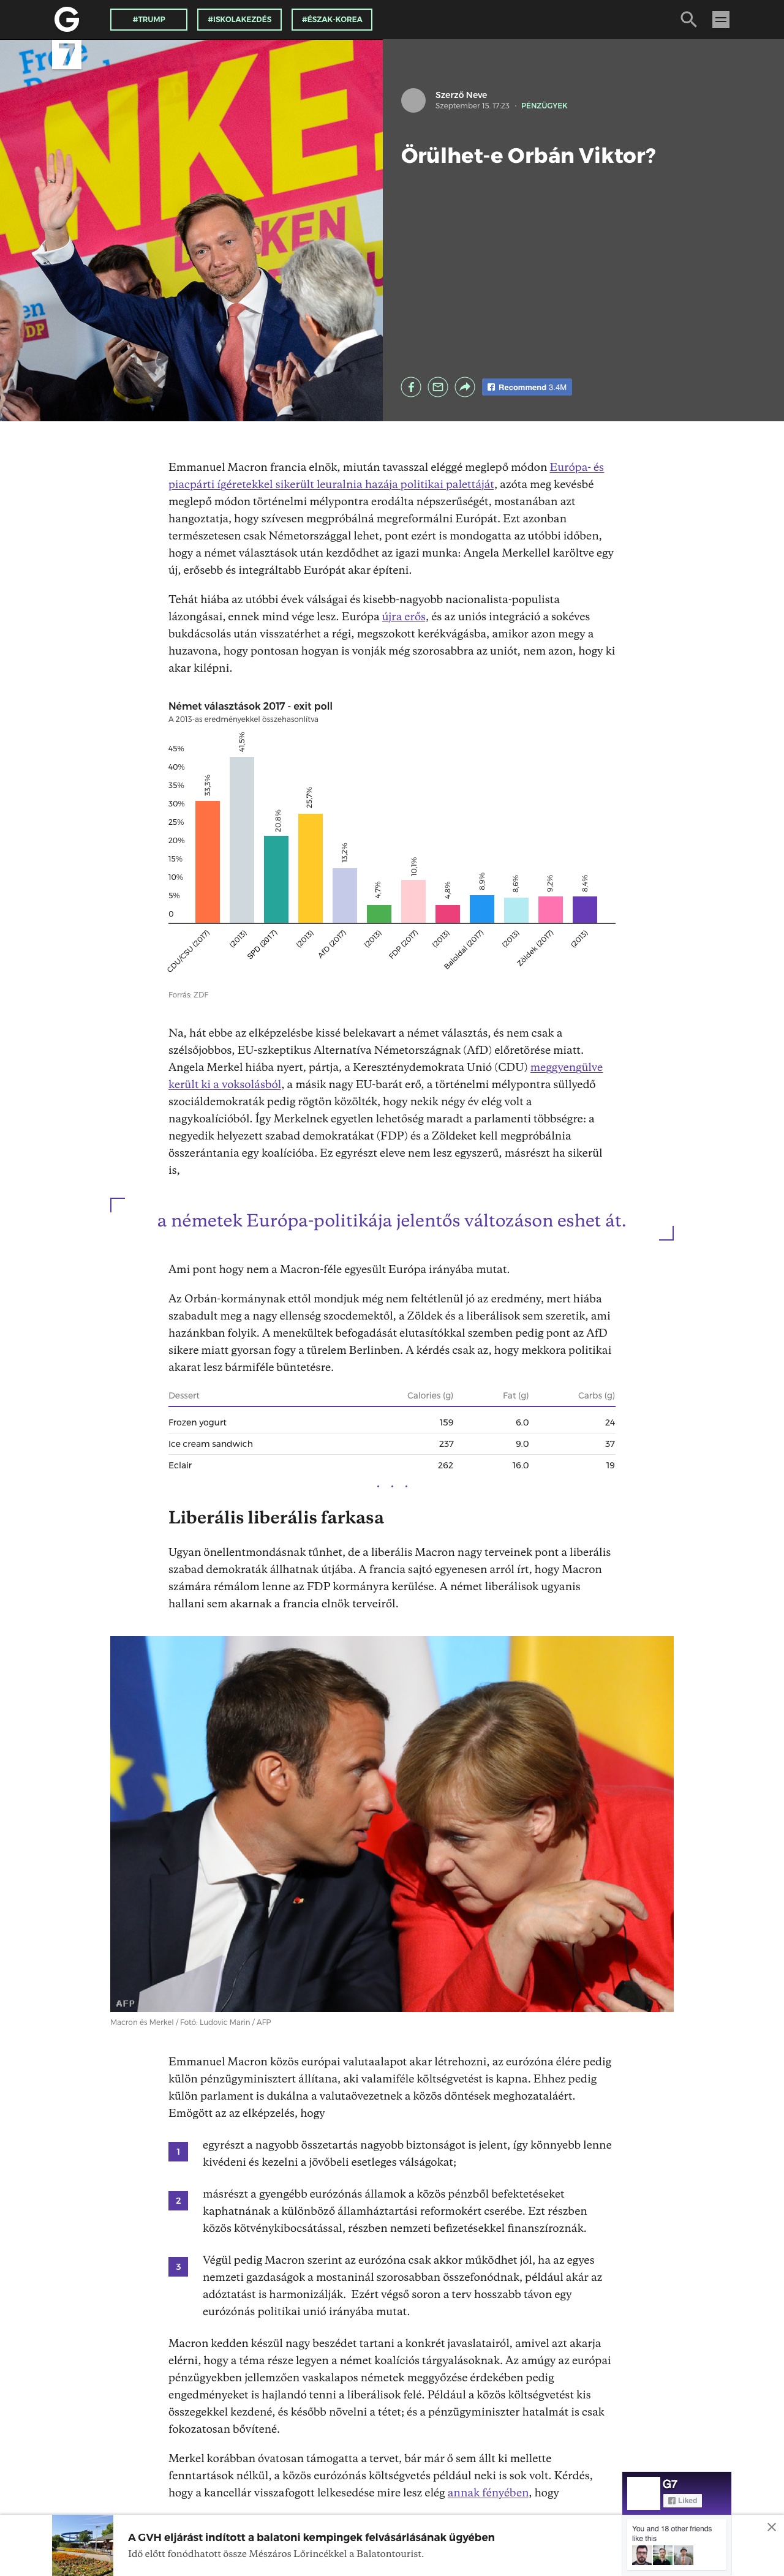 G
#TRUMP
#ISKOLAKEZDÉS
#ÉSZAK-KOREA
7
NKE.
KEN
en
DP
Szerző Neve
Szeptember 15. 17:23 · PÉNZÜGYEK
Örülhet-e Orbán Viktor?
Recommend 3.4M
Emmanuel Macron francia elnök, miután tavasszal eléggé meglepő módon Európa- és
piacpárti ígéretekkel sikerült leuralnia hazája politikai palettáját, azóta meg kevésbé
meglepő módon történelmi mélypontra erodálta népszerűségét, mostanában azt
hangoztatja, hogy szívesen megpróbálná megreformálni Európát. Ezt azonban
természetesen csak Németországgal lehet, pont ezért is mondogatta az utóbbi időben,
hogy a német választások után kezdődhet az igazi munka: Angela Merkellel karöltve egy
új, erősebb és integráltabb Európát akar építeni.
Tehát hiába az utóbbi évek válságai és kisebb-nagyobb nacionalista-populista
lázongásai, ennek mind vége lesz. Európa újra erős, és az uniós integráció a sokéves
bukdácsolás után visszatérhet a régi, megszokott kerékvágásba, amikor azon megy a
huzavona, hogy pontosan hogyan is vonják még szorosabbra az uniót, nem azon, hogy ki
akar kilépni.
Német választások 2017 - exit poll
A 2013-as eredményekkel összehasonlítva
45%
40%
35%
30%
25%
20%
15%
10%
5%
0
33,3%
41,5%
20,8%
25,7%
13,2%
4,7%
10,1%
4,8%
8,9%
8,6%
9,2%
8,4%
CDU/CSU (2017)
(2013)
SPD (2017)
(2013)
AfD (2017)
(2013)
FDP (2017)
(2013)
Baloldal (2017)
(2013)
Zöldek (2017)
(2013)
Forrás: ZDF
Na, hát ebbe az elképzelésbe kissé belekavart a német választás, és nem csak a
szélsőjobbos, EU-szkeptikus Alternatíva Németországnak (AfD) előretörése miatt.
Angela Merkel hiába nyert, pártja, a Kereszténydemokrata Unió (CDU) meggyengülve
került ki a voksolásból, a másik nagy EU-barát erő, a történelmi mélypontra süllyedő
szociáldemokraták pedig rögtön közölték, hogy nekik négy év elég volt a
nagykoalícióból. Így Merkelnek egyetlen lehetőség maradt a parlamenti többségre: a
negyedik helyezett szabad demokratákat (FDP) és a Zöldeket kell megpróbálnia
összerántania egy koalícióba. Ez egyrészt eleve nem lesz egyszerű, másrészt ha sikerül
is,
a németek Európa-politikája jelentős változáson eshet át.
Ami pont hogy nem a Macron-féle egyesült Európa irányába mutat.
Az Orbán-kormánynak ettől mondjuk még nem feltétlenül jó az eredmény, mert hiába
szabadult meg a nagy ellenség szocdemektől, a Zöldek és a liberálisok sem szeretik, ami
hazánkban folyik. A menekültek befogadását elutasítókkal szemben pedig pont az AfD
sikere miatt gyorsan fogy a türelem Berlinben. A kérdés csak az, hogy mekkora politikai
akarat lesz bármiféle büntetésre.
Dessert Calories (g) Fat (g) Carbs (g)
Frozen yogurt 159 6.0 24
Ice cream sandwich 237 9.0 37
Eclair 262 16.0 19
· · ·
Liberális liberális farkasa
Ugyan önellentmondásnak tűnhet, de a liberális Macron nagy terveinek pont a liberális
szabad demokraták állhatnak útjába. A francia sajtó egyenesen arról írt, hogy Macron
számára rémálom lenne az FDP kormányra kerülése. A német liberálisok ugyanis
hallani sem akarnak a francia elnök terveiről.
AFP
Macron és Merkel / Fotó: Ludovic Marin / AFP
Emmanuel Macron közös európai valutaalapot akar létrehozni, az eurózóna élére pedig
külön pénzügyminisztert állítana, aki valamiféle költségvetést is kapna. Ehhez pedig
külön parlament is dukálna a valutaövezetnek a közös döntések meghozataláért.
Emögött az az elképzelés, hogy
1 egyrészt a nagyobb összetartás nagyobb biztonságot is jelent, így könnyebb lenne
kivédeni és kezelni a jövőbeli esetleges válságokat;
2 másrészt a gyengébb eurózónás államok a közös pénzből befektetéseket
kaphatnának a különböző államháztartási reformokért cserébe. Ezt részben
közös kötvénykibocsátással, részben nemzeti befizetésekkel finanszíroznák.
3 Végül pedig Macron szerint az eurózóna csak akkor működhet jól, ha az egyes
nemzeti gazdaságok a mostaninál szorosabban összefonódnak, például akár az
adóztatást is harmonizálják. Ezért végső soron a terv hosszabb távon egy
eurózónás politikai unió irányába mutat.
Macron kedden készül nagy beszédet tartani a konkrét javaslatairól, amivel azt akarja
elérni, hogy a téma része legyen a német koalíciós tárgyalásoknak. Az amúgy az európai
pénzügyekben jellemzően vaskalapos németek meggyőzése érdekében pedig
engedményeket is hajlandó tenni a liberálisok felé. Például a közös költségvetést kis
összegekkel kezdené, és később növelni a tétet; és a pénzügyminiszter hatalmát is csak
fokozatosan bővítené.
Merkel korábban óvatosan támogatta a tervet, bár már ő sem állt ki mellette
fenntartások nélkül, a közös eurózónás költségvetés például neki is sok volt. Kérdés,
hogy a kancellár visszafogott lelkesedése mire lesz elég annak fényében, hogy
G7
Liked
You and 18 other friends
like this
A GVH eljárást indított a balatoni kempingek felvásárlásának ügyében
Idő előtt fonódhatott össze Mészáros Lőrincékkel a Balatontourist.